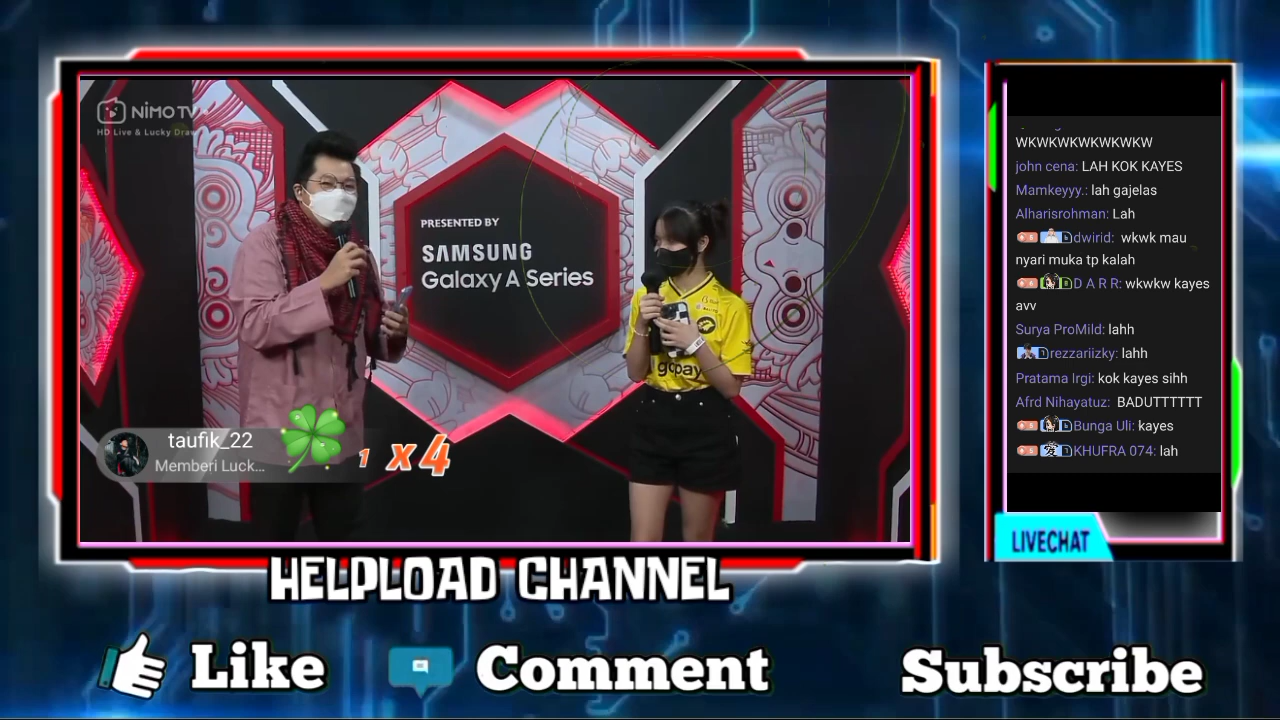 NIMO TV
HD Live & Lucky Draw
PRESENTED BY
SAMSUNG
Galaxy A Series
gopay
taufik_22
Memberi Luck...
1 x4
WKWKWKWKWKWKW
john cena: LAH KOK KAYES
Mamkeyyy.: lah gajelas
Alharisrohman: Lah
dwirid: wkwk mau
nyari muka tp kalah
D A R R: wkwkw kayes
avv
Surya ProMild: lahh
rezzariizky: lahh
Pratama Irgi: kok kayes sihh
Afrd Nihayatuz: BADUTTTTTT
Bunga Uli: kayes
KHUFRA 074: lah
LIVECHAT
HELPLOAD CHANNEL
Like
Comment
Subscribe